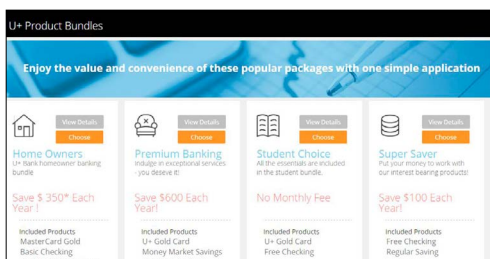 U+ Product Bundles
Enjoy the value and convenience of these popular packages with one simple application
View Details
Choose
Home Owners
U+ Bank homeowner banking
bundle
Save $ 350* Each
Year !
Included Products
MasterCard Gold
Basic Checking
View Details
Choose
Premium Banking
Indulge in exceptional services
- you deseve it!
Save $600 Each
Year!
Included Products
U+ Gold Card
Money Market Savings
View Details
Choose
Student Choice
All the essentials are included
in the student bundle.
No Monthly Fee
Included Products
U+ Gold Card
Free Checking
View Details
Choose
Super Saver
Put your money to work with
our interest bearing products!
Save $100 Each
Year!
Included Products
Free Checking
Regular Saving